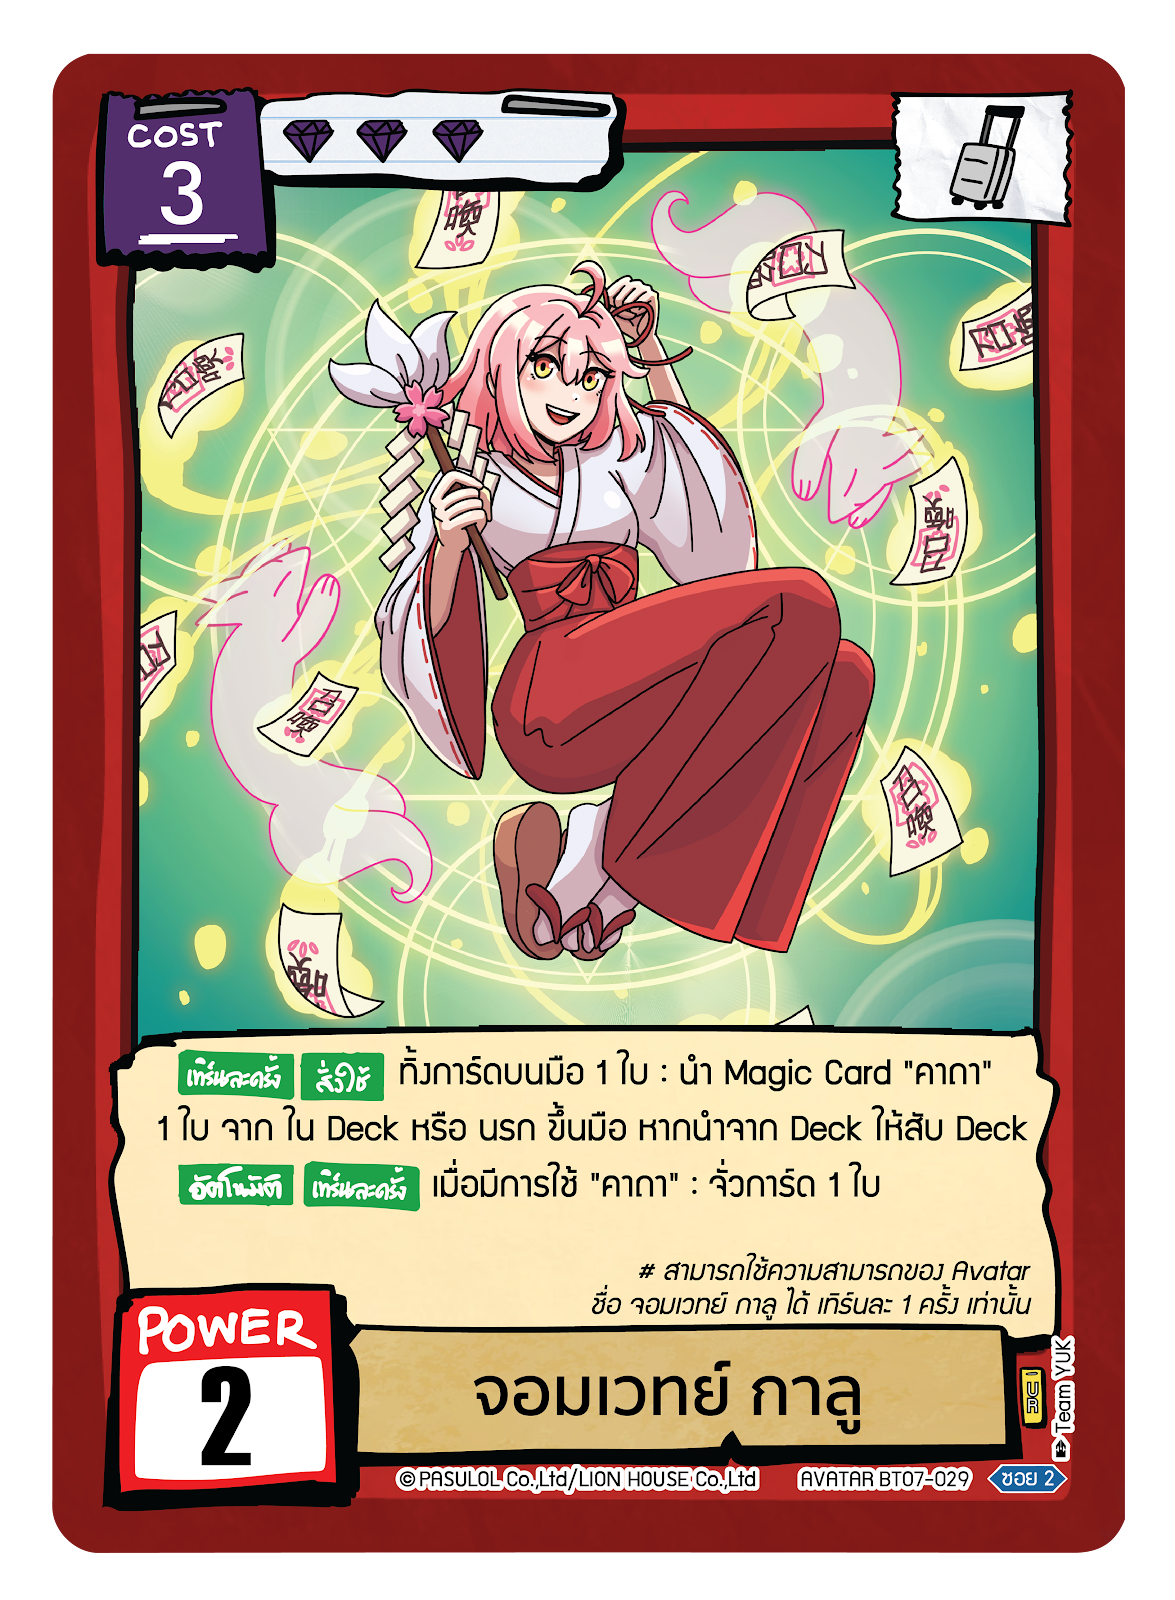 COST
3
召喚
เทิร์นละครั้ง สั่งใช้ ทิ้งการ์ดบนมือ 1 ใบ : นำ Magic Card "คาถา"
1 ใบ จาก ใน Deck หรือ นรก ขึ้นมือ หากนำจาก Deck ให้สับ Deck
อัตโนมัติ เทิร์นละครั้ง เมื่อมีการใช้ "คาถา" : จั่วการ์ด 1 ใบ
# สามารถใช้ความสามารถของ Avatar
ชื่อ จอมเวทย์ กาลู ได้ เทิร์นละ 1 ครั้ง เท่านั้น
POWER
2
จอมเวทย์ กาลู
UR
Team YUK
© PASULOL Co.,Ltd/LION HOUSE Co.,Ltd AVATAR BT07-029 ซอย 2